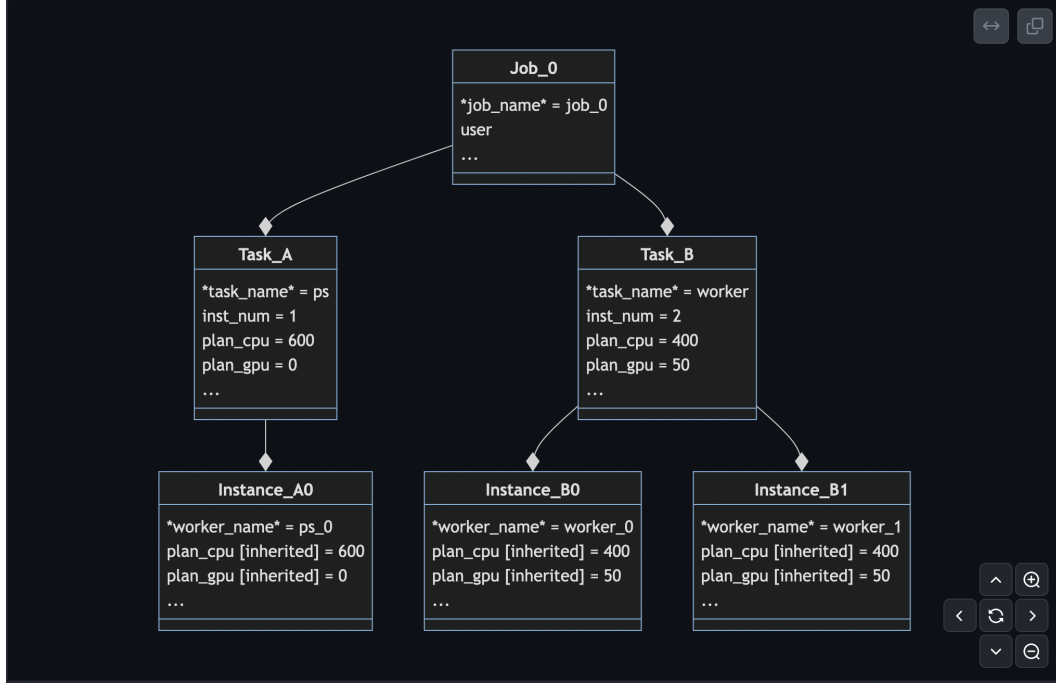 Job_0
*job_name* = job_0
user
...
Task_A
*task_name* = ps
inst_num = 1
plan_cpu = 600
plan_gpu = 0
...
Task_B
*task_name* = worker
inst_num = 2
plan_cpu = 400
plan_gpu = 50
...
Instance_A0
*worker_name* = ps_0
plan_cpu [inherited] = 600
plan_gpu [inherited] = 0
...
Instance_B0
*worker_name* = worker_0
plan_cpu [inherited] = 400
plan_gpu [inherited] = 50
...
Instance_B1
*worker_name* = worker_1
plan_cpu [inherited] = 400
plan_gpu [inherited] = 50
...